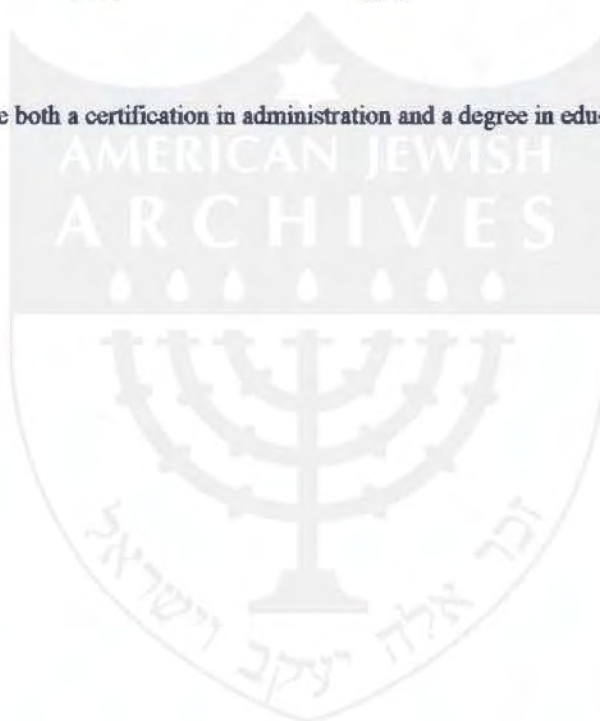 e both a certification in administration and a degree in edu
AMERICAN JEWISH
ARCHIVES
זכר אלה יעקב וישראל